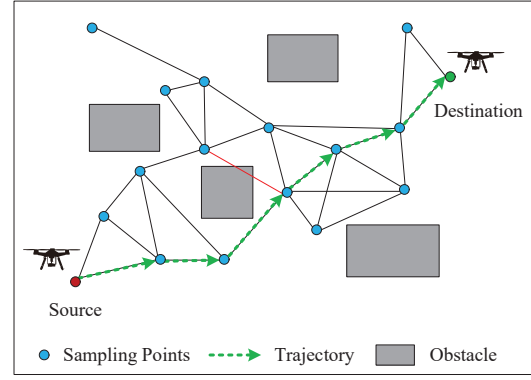 Destination
Source
Sampling Points
Trajectory
Obstacle